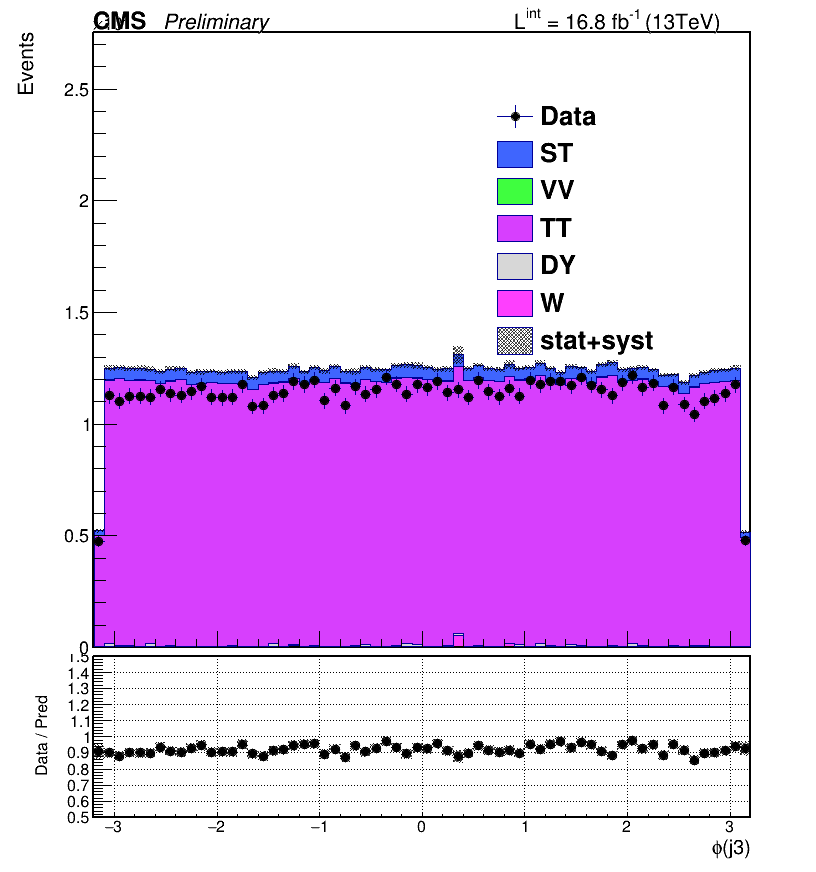 CMS Preliminary L^int = 16.8 fb^-1 (13TeV)
Events
2.5
2
1.5
1
0.5
0
Data
ST
VV
TT
DY
W
stat+syst
Data / Pred
1.5
1.4
1.3
1.2
1.1
1
0.9
0.8
0.7
0.6
0.5
−3 −2 −1 0 1 2 3
ϕ(j3)